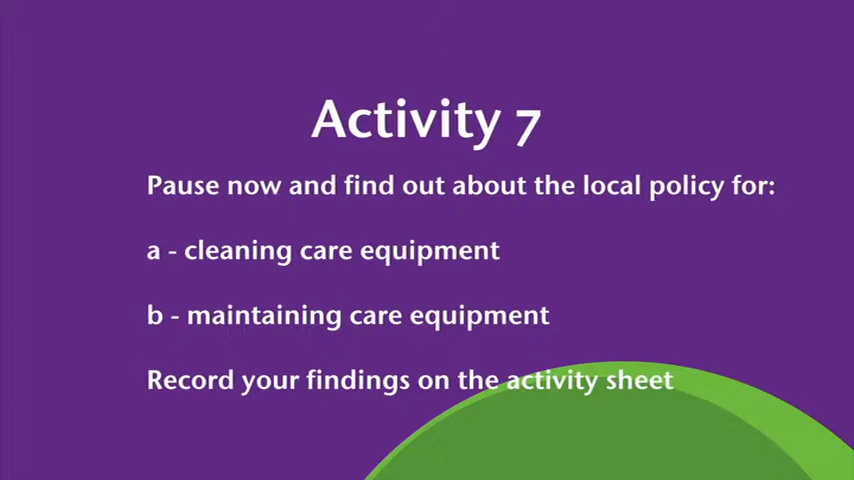 Activity 7
Pause now and find out about the local policy for:
a - cleaning care equipment
b - maintaining care equipment
Record your findings on the activity sheet